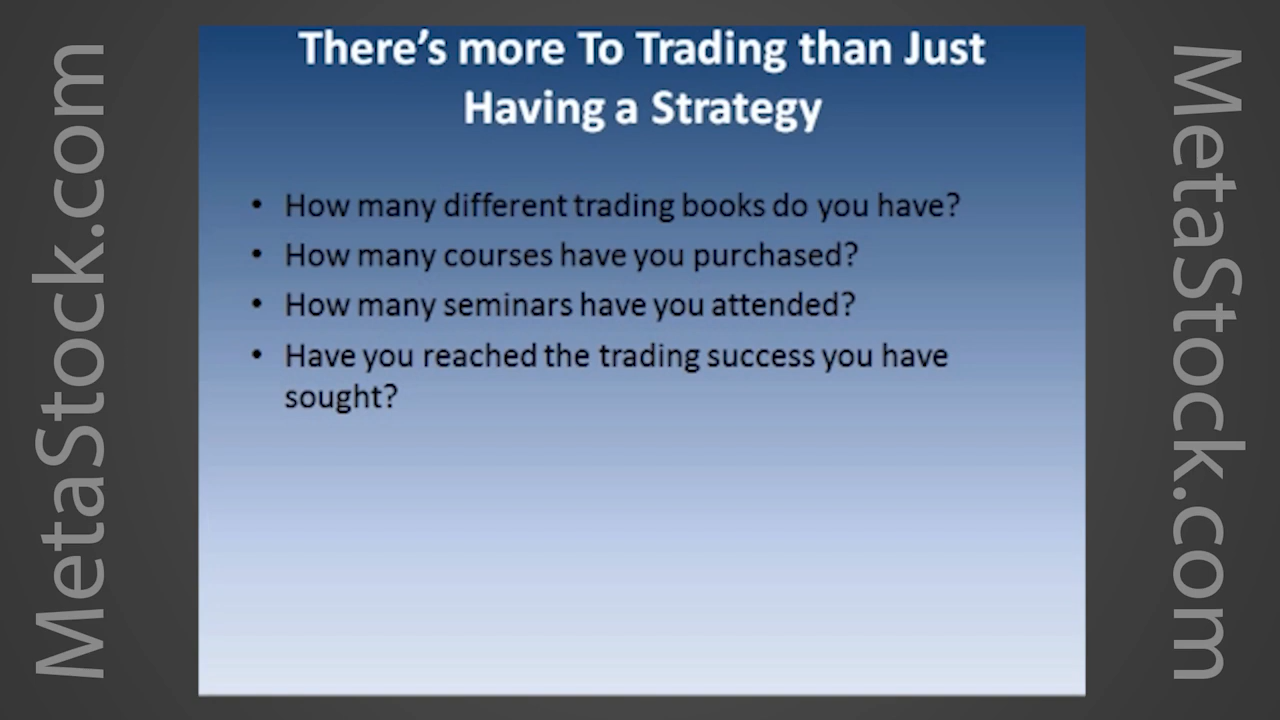 There's more To Trading than Just
Having a Strategy
• How many different trading books do you have?
• How many courses have you purchased?
• How many seminars have you attended?
• Have you reached the trading success you have
sought?
MetaStock.com
MetaStock.com